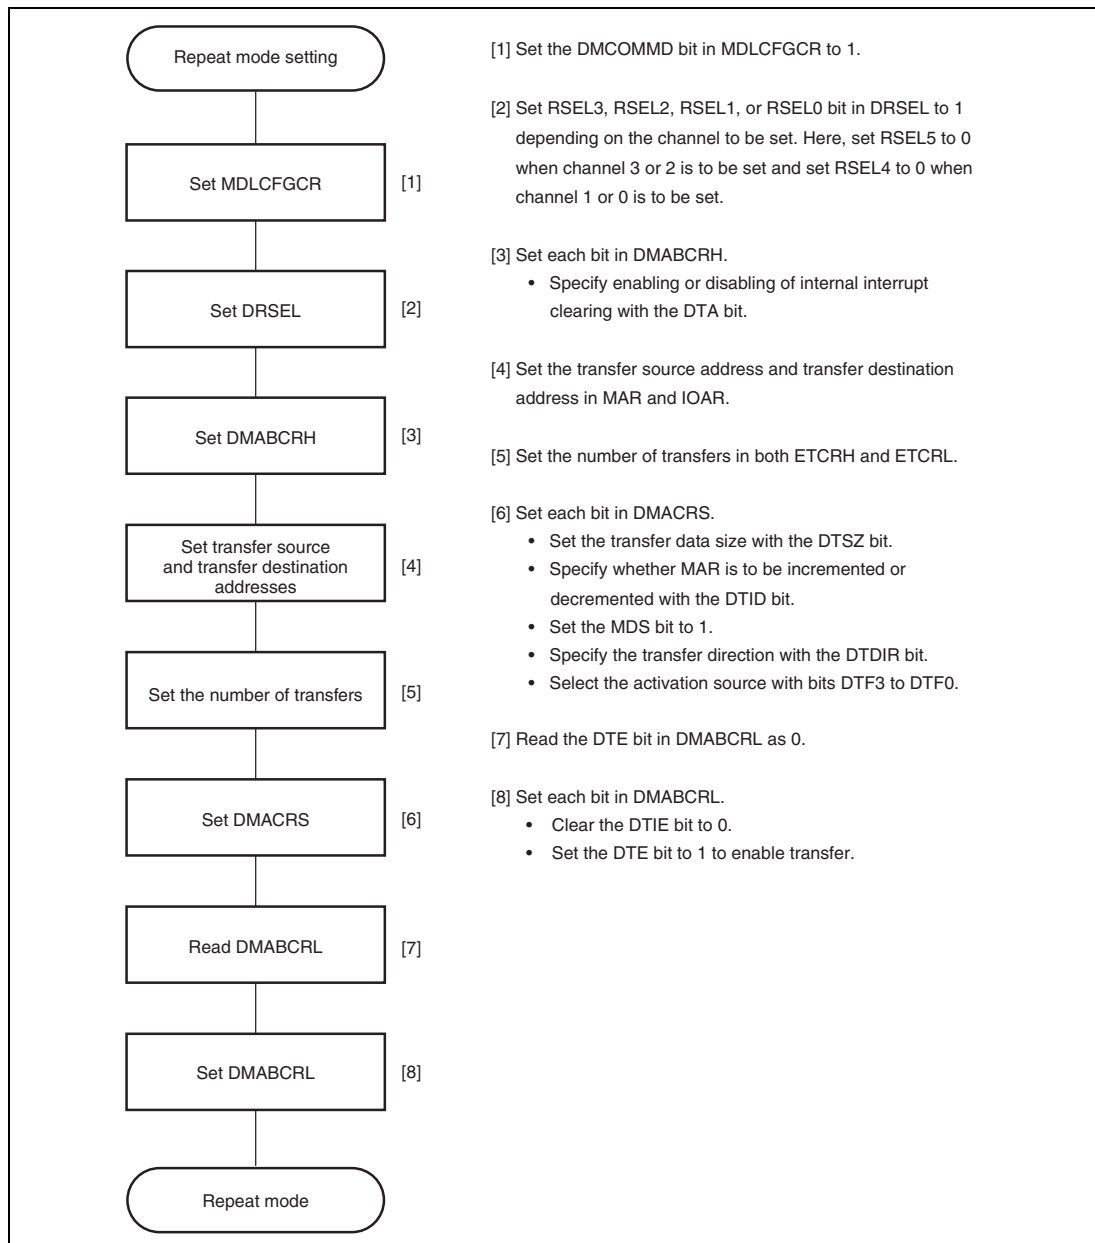 Repeat mode setting
Set MDLCFGCR
[1]
Set DRSEL
[2]
Set DMABCRH
[3]
Set transfer source
and transfer destination
addresses
[4]
Set the number of transfers
[5]
Set DMACRS
[6]
Read DMABCRL
[7]
Set DMABCRL
[8]
Repeat mode
[1] Set the DMCOMMD bit in MDLCFGCR to 1.
[2] Set RSEL3, RSEL2, RSEL1, or RSEL0 bit in DRSEL to 1
depending on the channel to be set. Here, set RSEL5 to 0
when channel 3 or 2 is to be set and set RSEL4 to 0 when
channel 1 or 0 is to be set.
[3] Set each bit in DMABCRH.
• Specify enabling or disabling of internal interrupt
clearing with the DTA bit.
[4] Set the transfer source address and transfer destination
address in MAR and IOAR.
[5] Set the number of transfers in both ETCRH and ETCRL.
[6] Set each bit in DMACRS.
• Set the transfer data size with the DTSZ bit.
• Specify whether MAR is to be incremented or
decremented with the DTID bit.
• Set the MDS bit to 1.
• Specify the transfer direction with the DTDIR bit.
• Select the activation source with bits DTF3 to DTF0.
[7] Read the DTE bit in DMABCRL as 0.
[8] Set each bit in DMABCRL.
• Clear the DTIE bit to 0.
• Set the DTE bit to 1 to enable transfer.